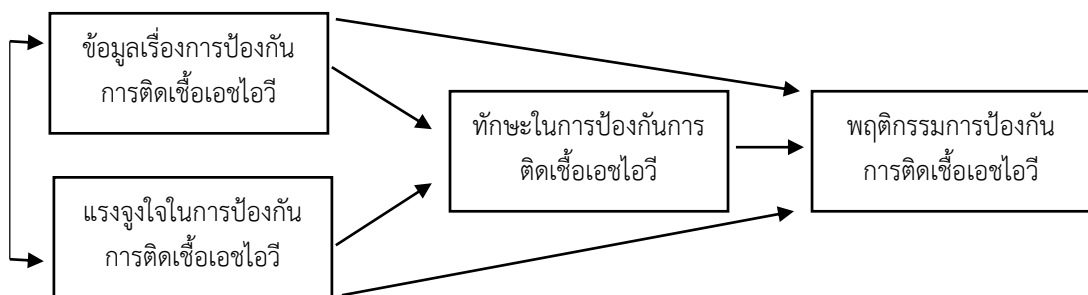 ข้อมูลเรื่องการป้องกัน
การติดเชื้อเอชไอวี
ทักษะในการป้องกันการ
ติดเชื้อเอชไอวี
พฤติกรรมการป้องกัน
การติดเชื้อเอชไอวี
แรงจูงใจในการป้องกัน
การติดเชื้อเอชไอวี